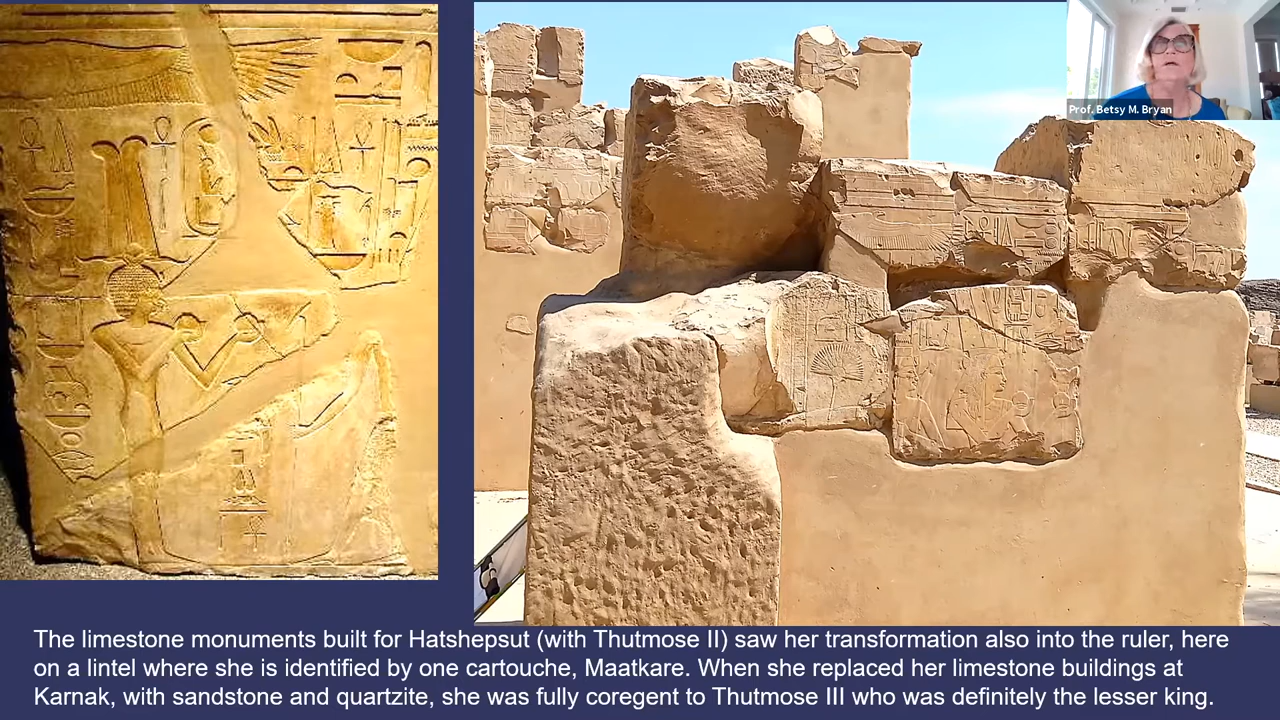 Prof. Betsy M. Bryan
The limestone monuments built for Hatshepsut (with Thutmose II) saw her transformation also into the ruler, here
on a lintel where she is identified by one cartouche, Maatkare. When she replaced her limestone buildings at
Karnak, with sandstone and quartzite, she was fully coregent to Thutmose III who was definitely the lesser king.